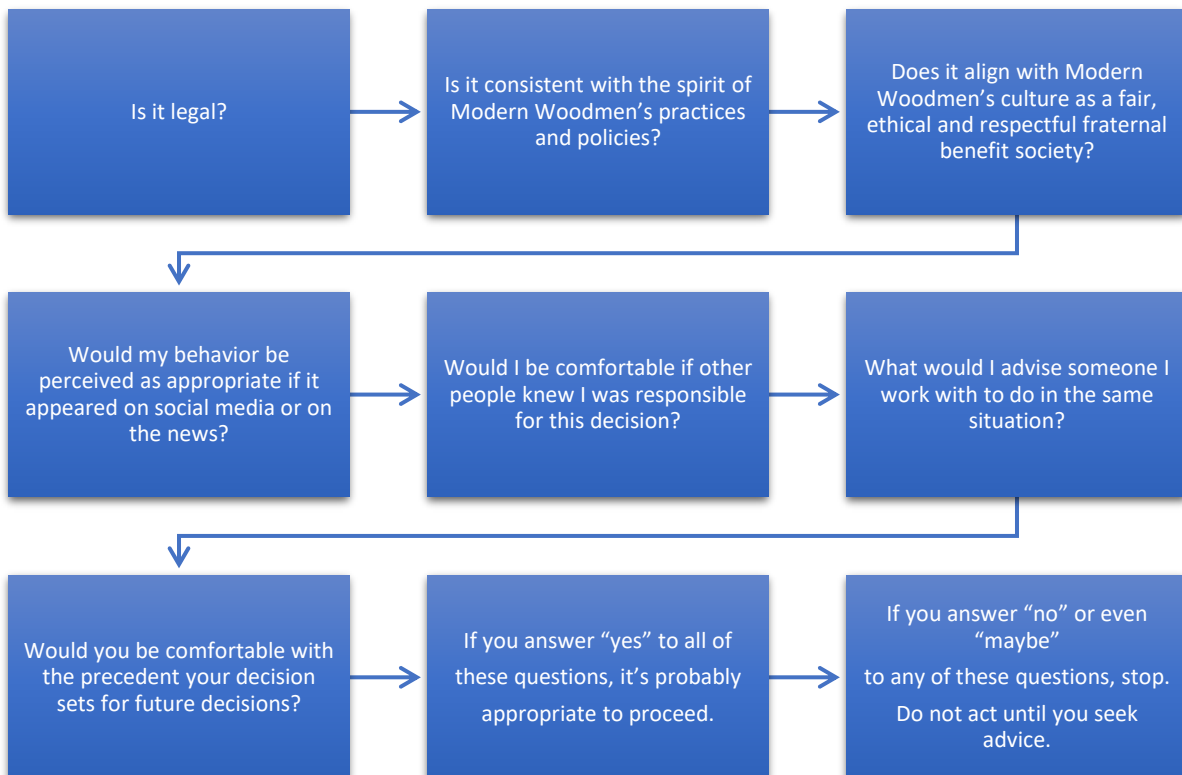 Is it legal?
Is it consistent with the spirit of
Modern Woodmen’s practices
and policies?
Does it align with Modern
Woodmen’s culture as a fair,
ethical and respectful fraternal
benefit society?
Would my behavior be
perceived as appropriate if it
appeared on social media or on
the news?
Would I be comfortable if other
people knew I was responsible
for this decision?
What would I advise someone I
work with to do in the same
situation?
Would you be comfortable with
the precedent your decision
sets for future decisions?
If you answer “yes” to all of
these questions, it’s probably
appropriate to proceed.
If you answer “no” or even
“maybe”
to any of these questions, stop.
Do not act until you seek
advice.